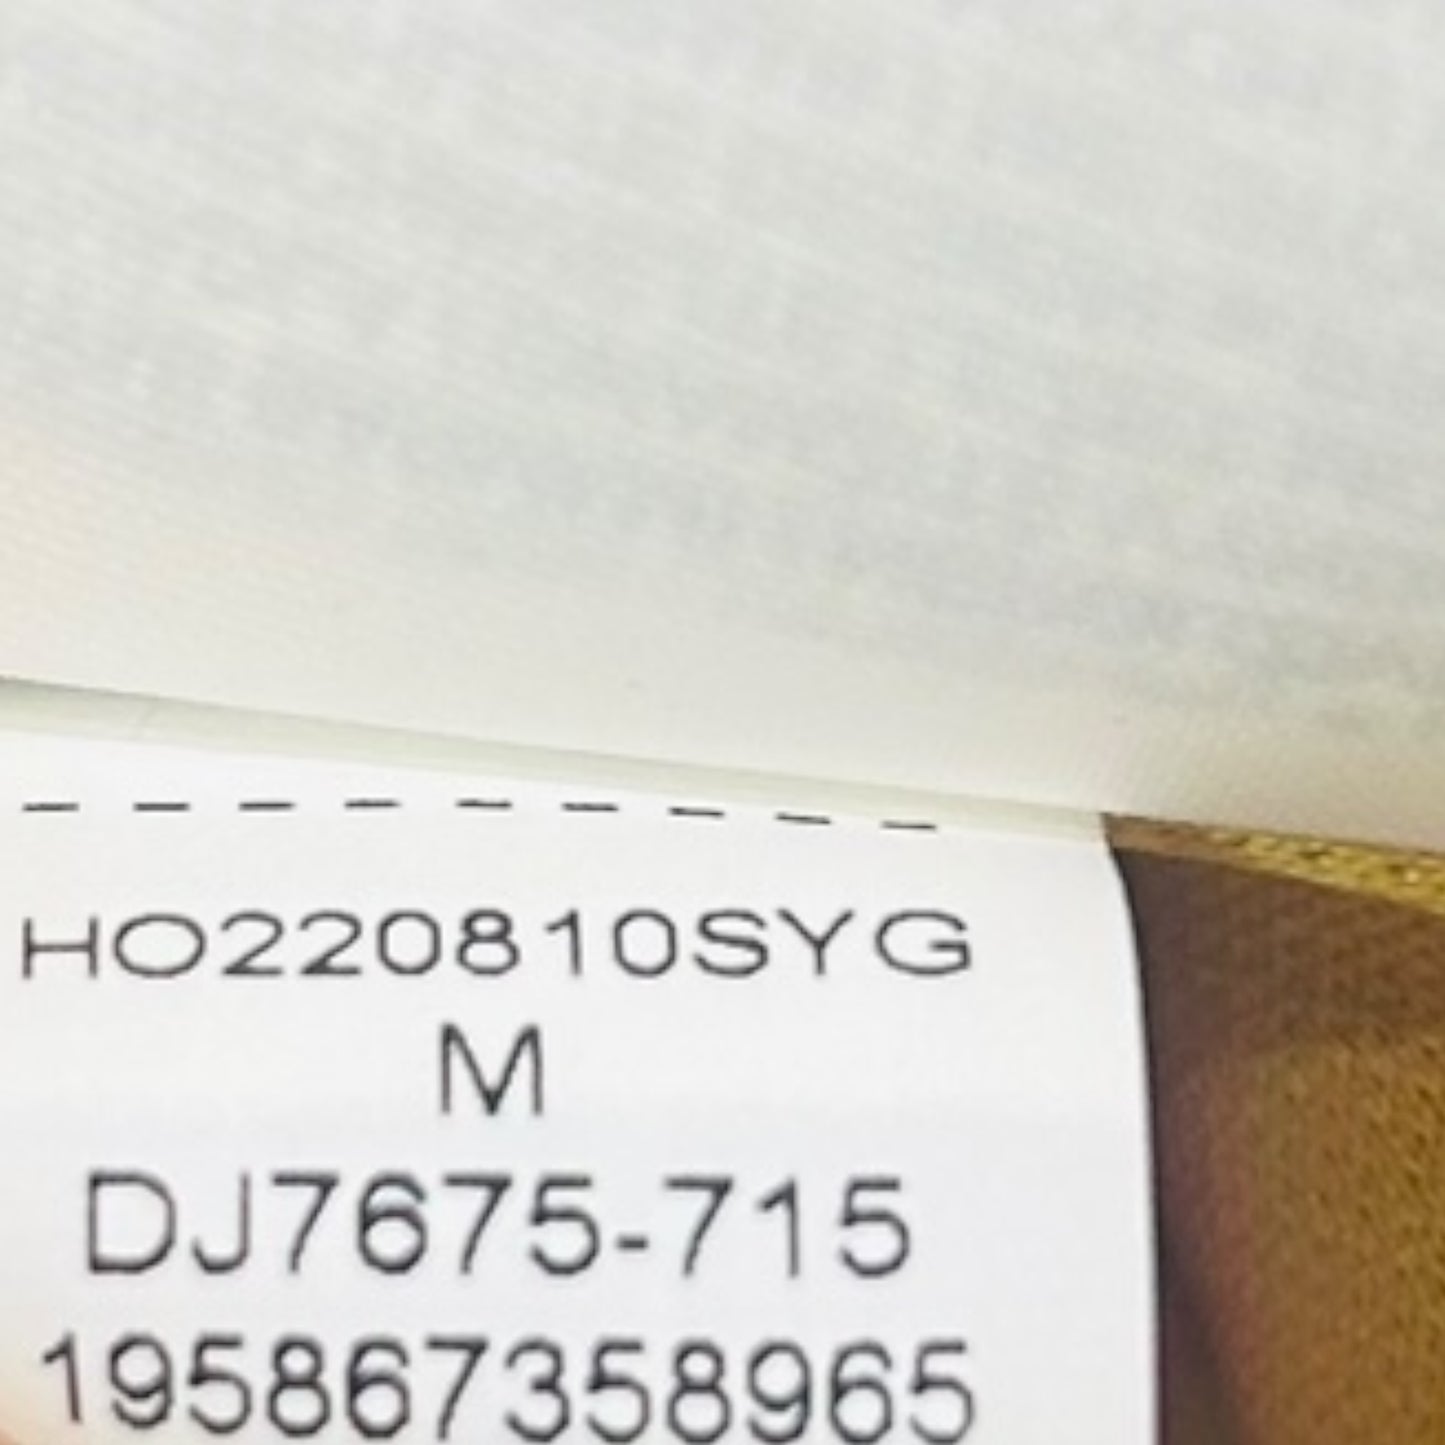 - - - - - - - - -
HO220810SYG
M
DJ7675-715
195867358965